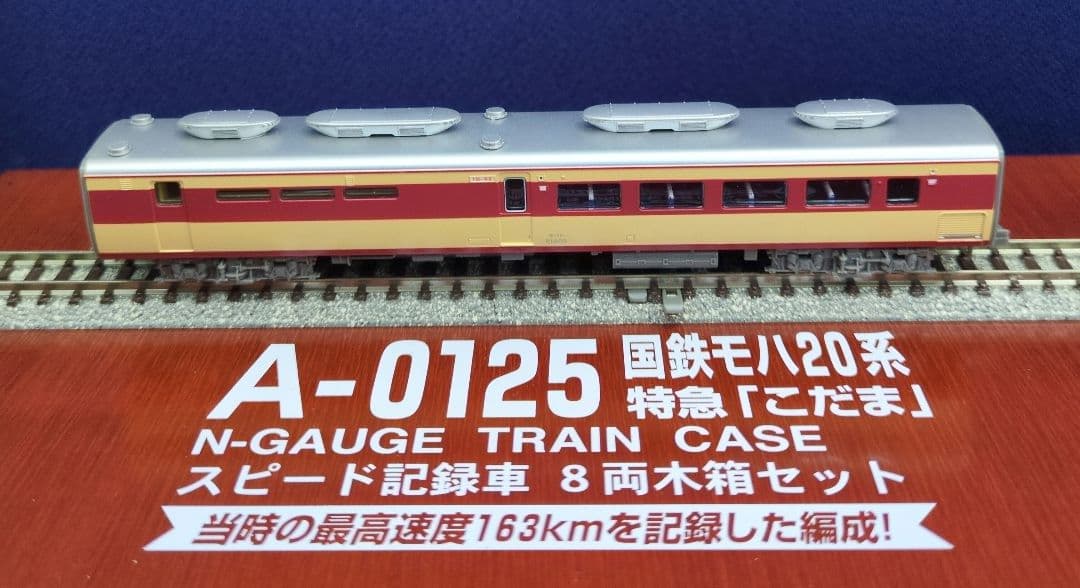 A-0125 国鉄モハ20系
特急「こだま」
N-GAUGE TRAIN CASE
スピード記録車 8両木箱セット
当時の最高速度163kmを記録した編成!